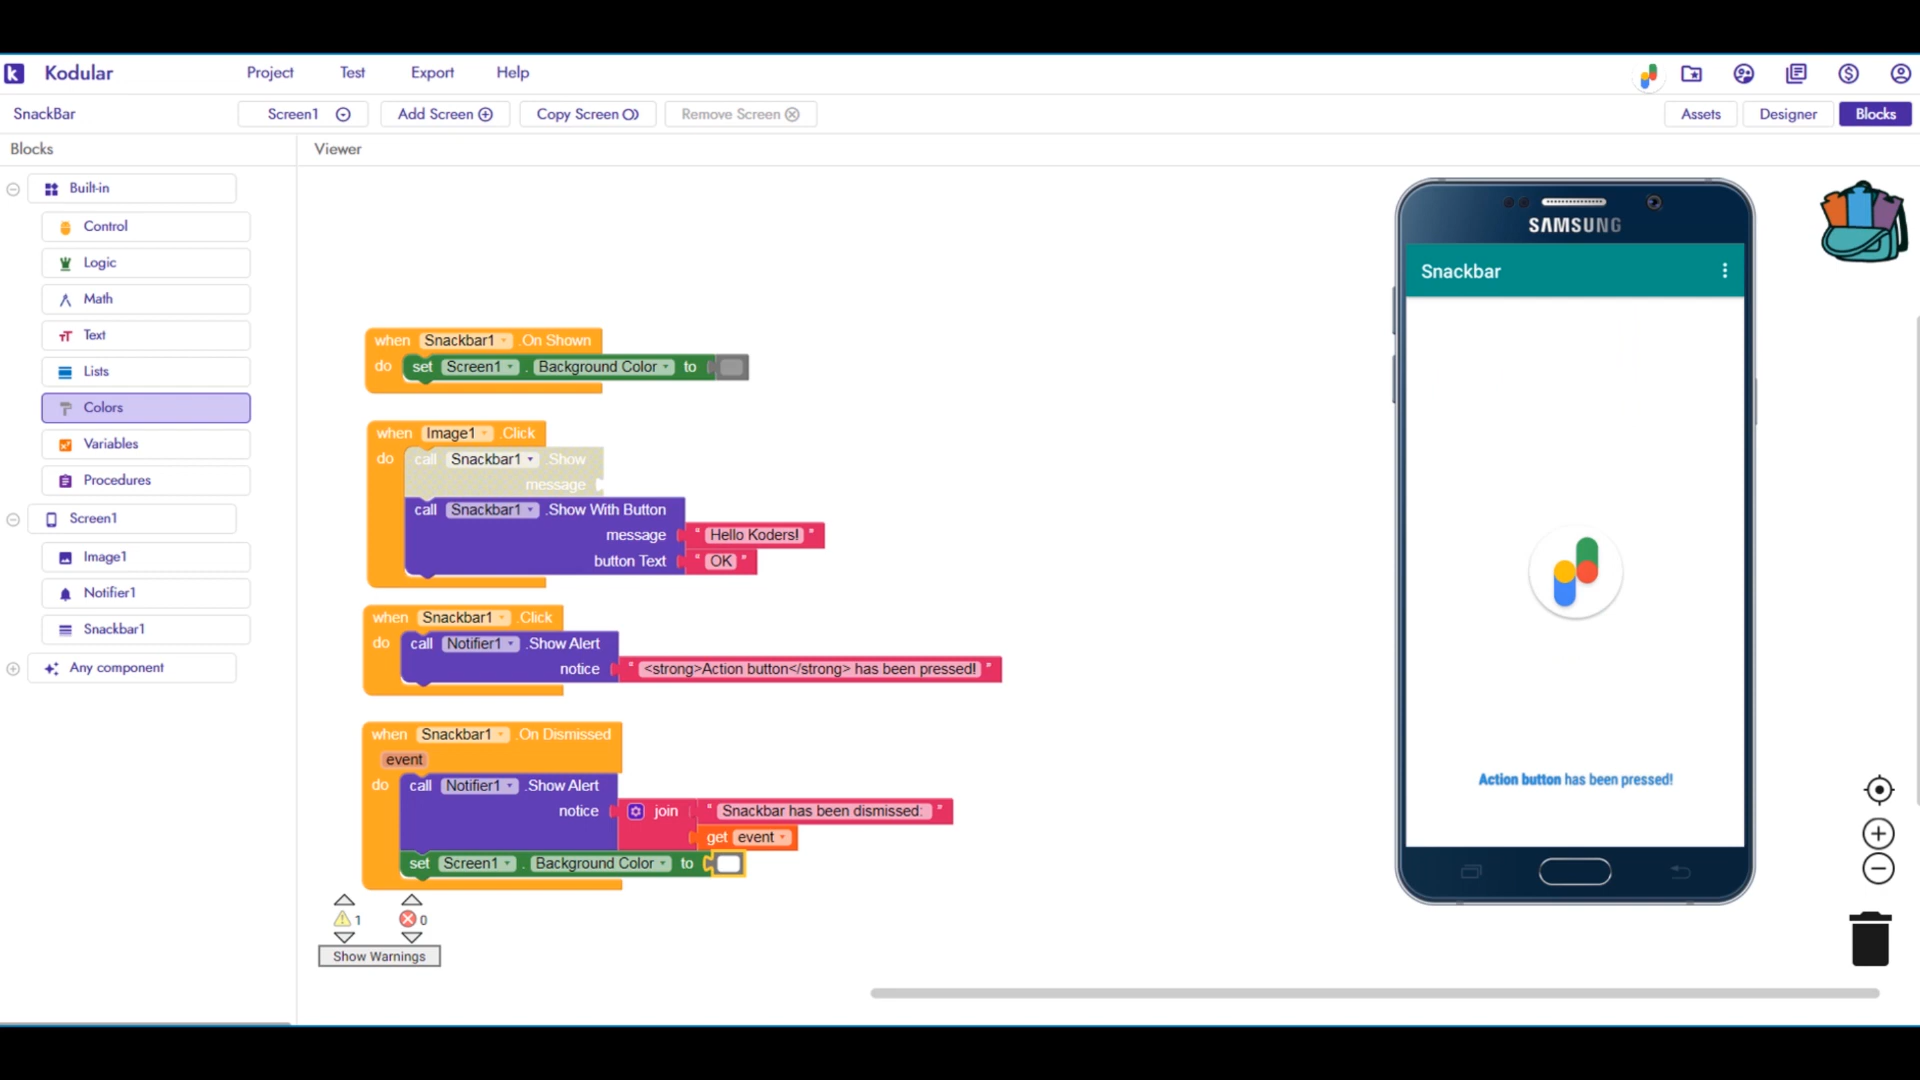 Kodular
Project Test Export Help
SnackBar
Screen1 Add Screen Copy Screen Remove Screen
Assets Designer Blocks
Blocks
Viewer
Built-in
Control
Logic
Math
Text
Lists
Colors
Variables
Procedures
Screen1
Image1
Notifier1
Snackbar1
Any component
when Snackbar1 .On Shown
do set Screen1 . Background Color to
when Image1 .Click
do call Snackbar1 .Show
message
call Snackbar1 .Show With Button
message " Hello Koders! "
button Text " OK "
when Snackbar1 .Click
do call Notifier1 .Show Alert
notice " <strong>Action button</strong> has been pressed! "
when Snackbar1 .On Dismissed
event
do call Notifier1 .Show Alert
notice join " Snackbar has been dismissed: "
get event
set Screen1 . Background Color to
1 0
Show Warnings
SAMSUNG
Snackbar
Action button has been pressed!